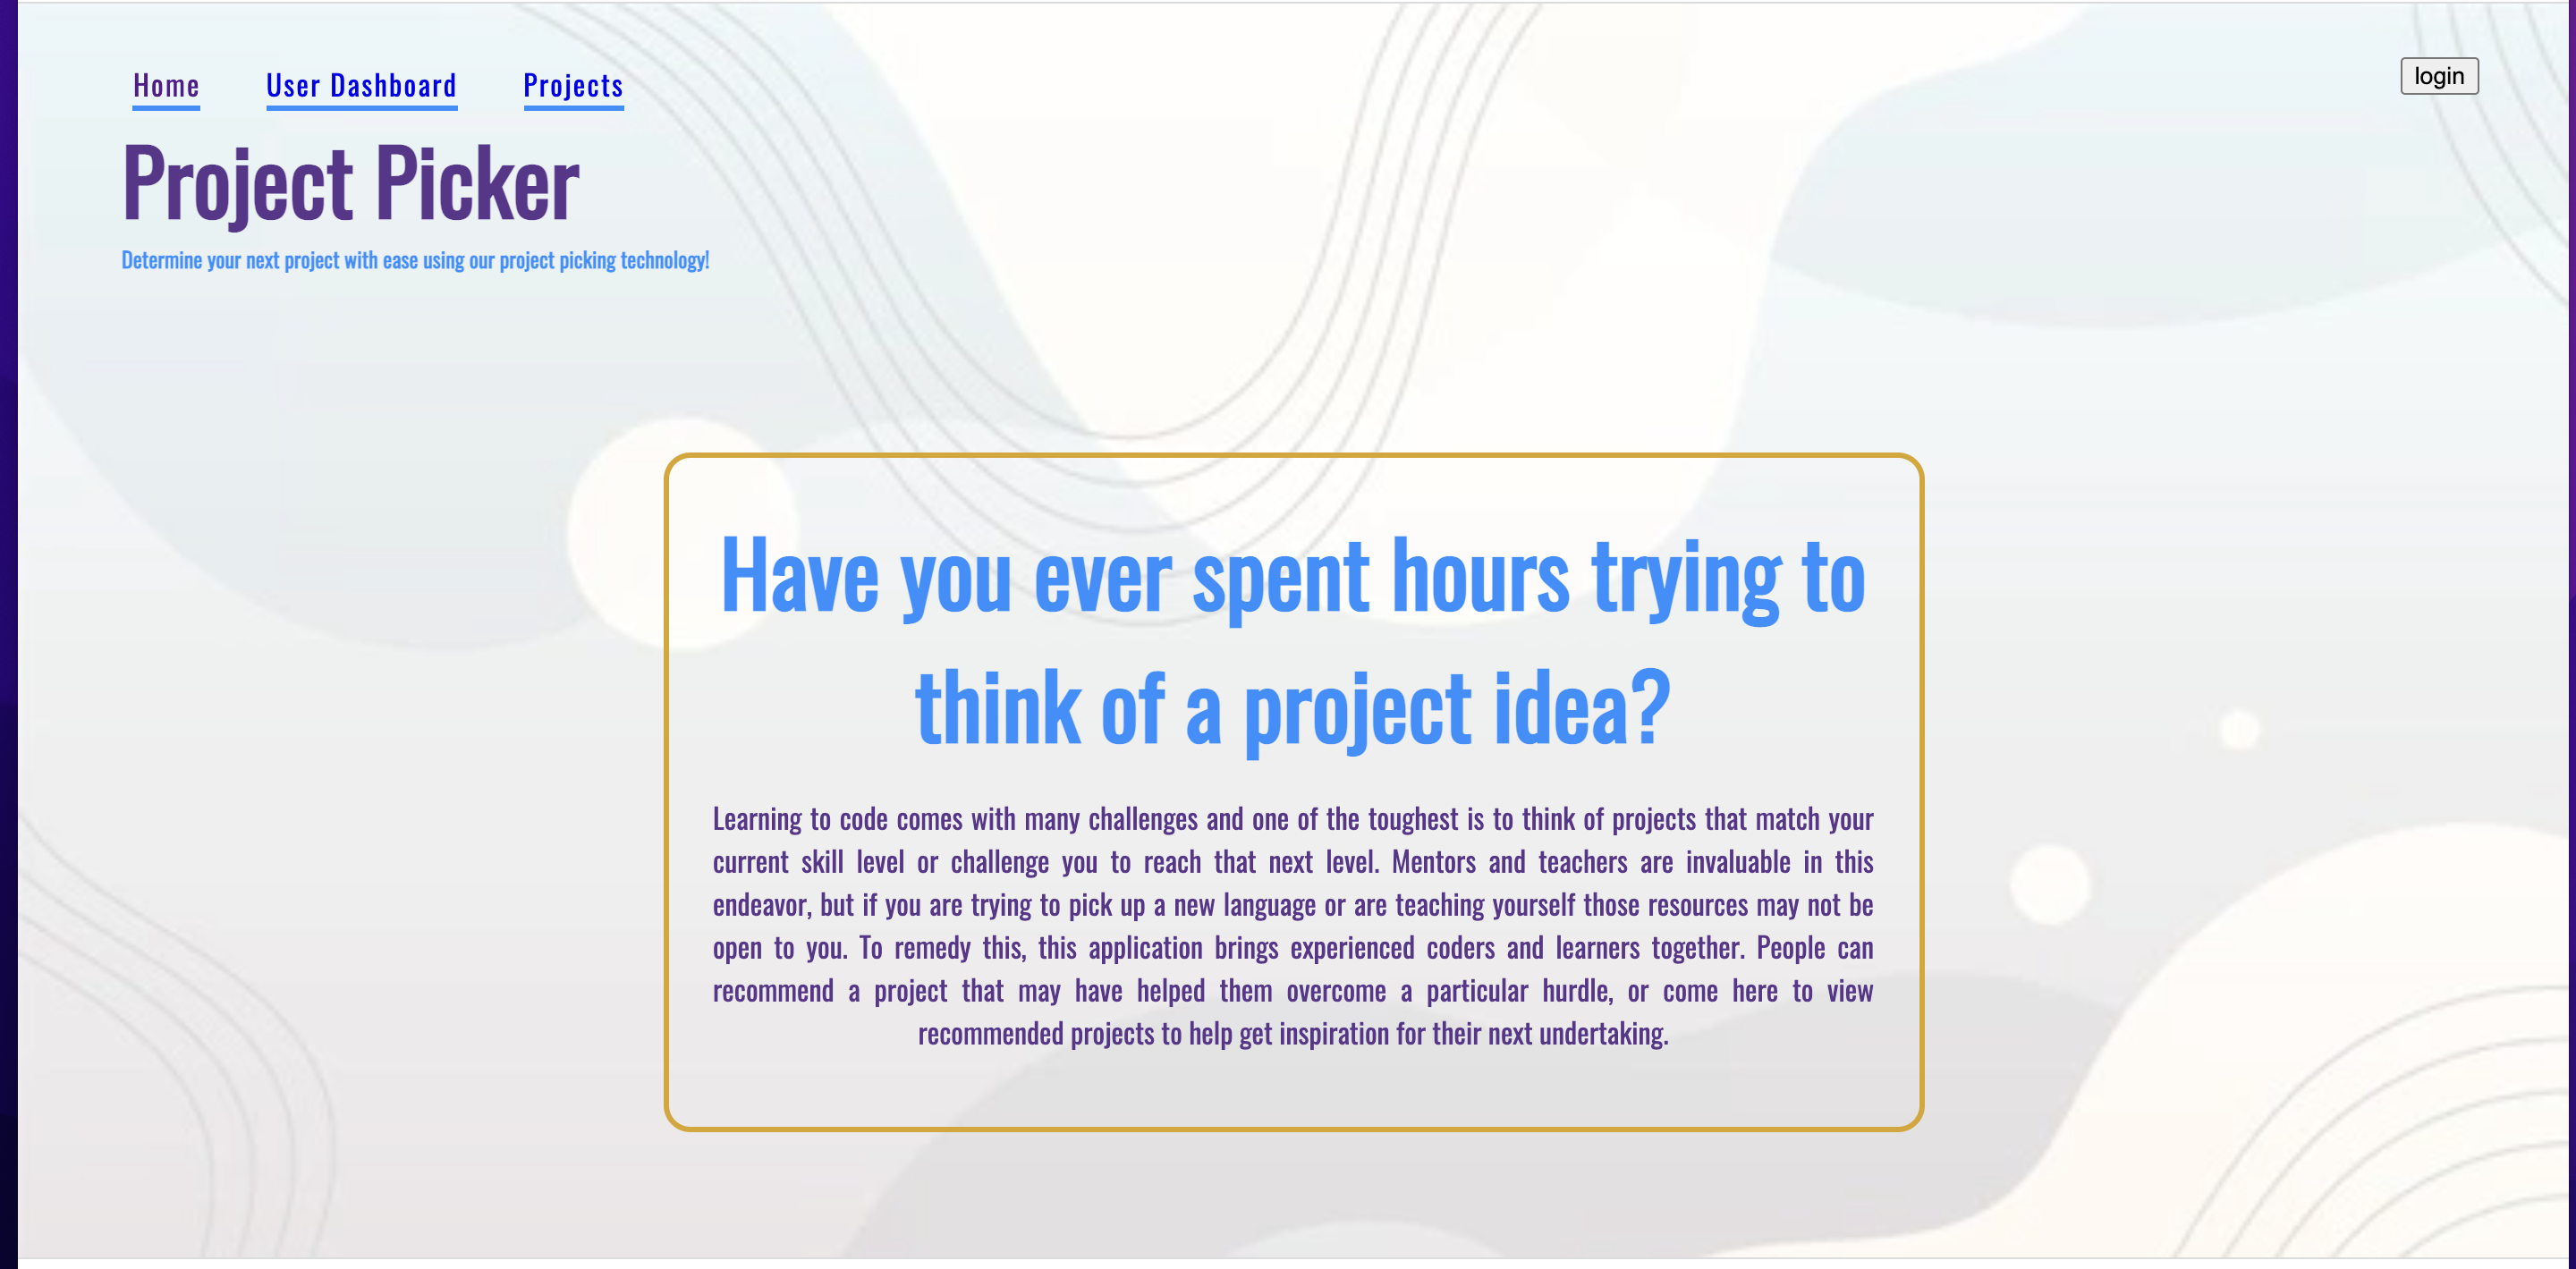 Home User Dashboard Projects login
Project Picker
Determine your next project with ease using our project picking technology!
Have you ever spent hours trying to
think of a project idea?
Learning to code comes with many challenges and one of the toughest is to think of projects that match your
current skill level or challenge you to reach that next level. Mentors and teachers are invaluable in this
endeavor, but if you are trying to pick up a new language or are teaching yourself those resources may not be
open to you. To remedy this, this application brings experienced coders and learners together. People can
recommend a project that may have helped them overcome a particular hurdle, or come here to view
recommended projects to help get inspiration for their next undertaking.